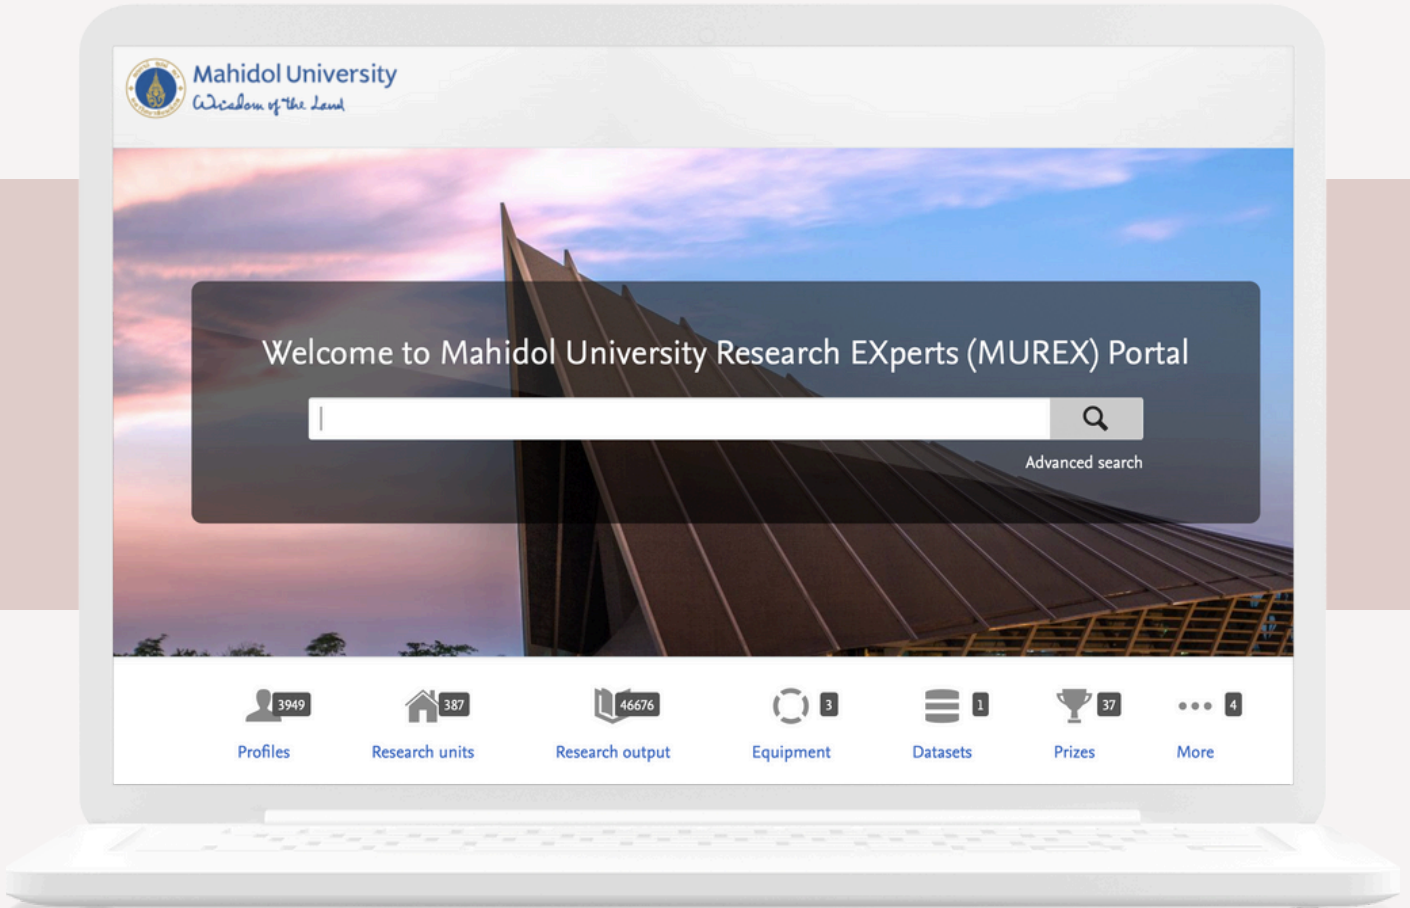 Mahidol University
Wisdom of the Land
Welcome to Mahidol University Research EXperts (MUREX) Portal
Advanced search
3949
387
46676
3
1
37
4
Profiles
Research units
Research output
Equipment
Datasets
Prizes
More